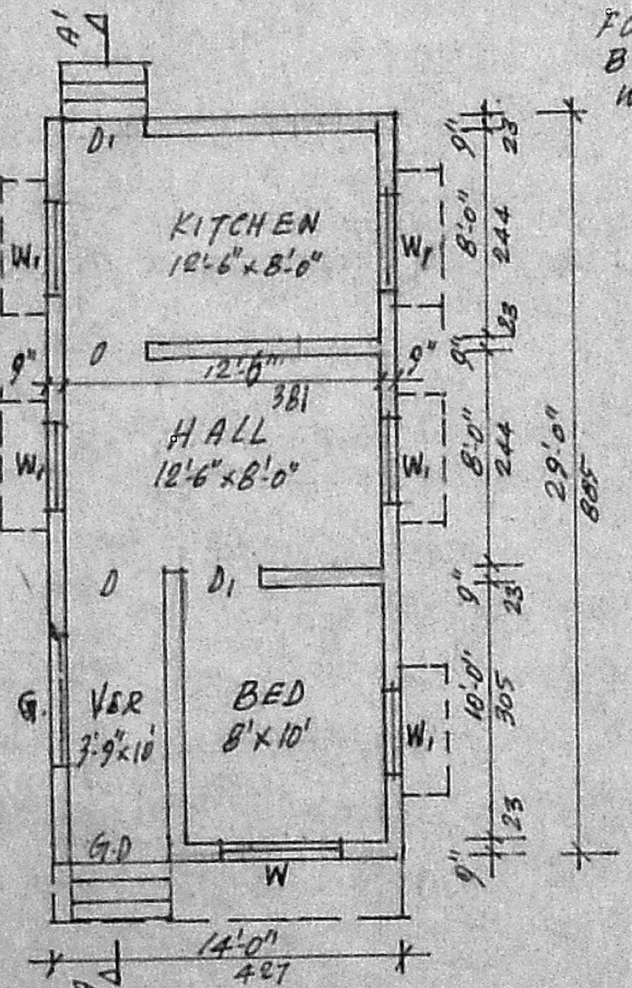 A'
D1
KITCHEN
12'-6" x 8'-0"
W1
W1
O
9"
12'-6"
381
9"
HALL
12'-6" x 8'-0"
W1
W1
D
D1
G.
VER
3'-9" x 10'
BED
8' x 10'
W1
G.D
W
14'-0"
427
9"
23
8'-0"
244
9"
23
8'-0"
244
9"
23
10'-0"
305
9"
23
29'-0"
885